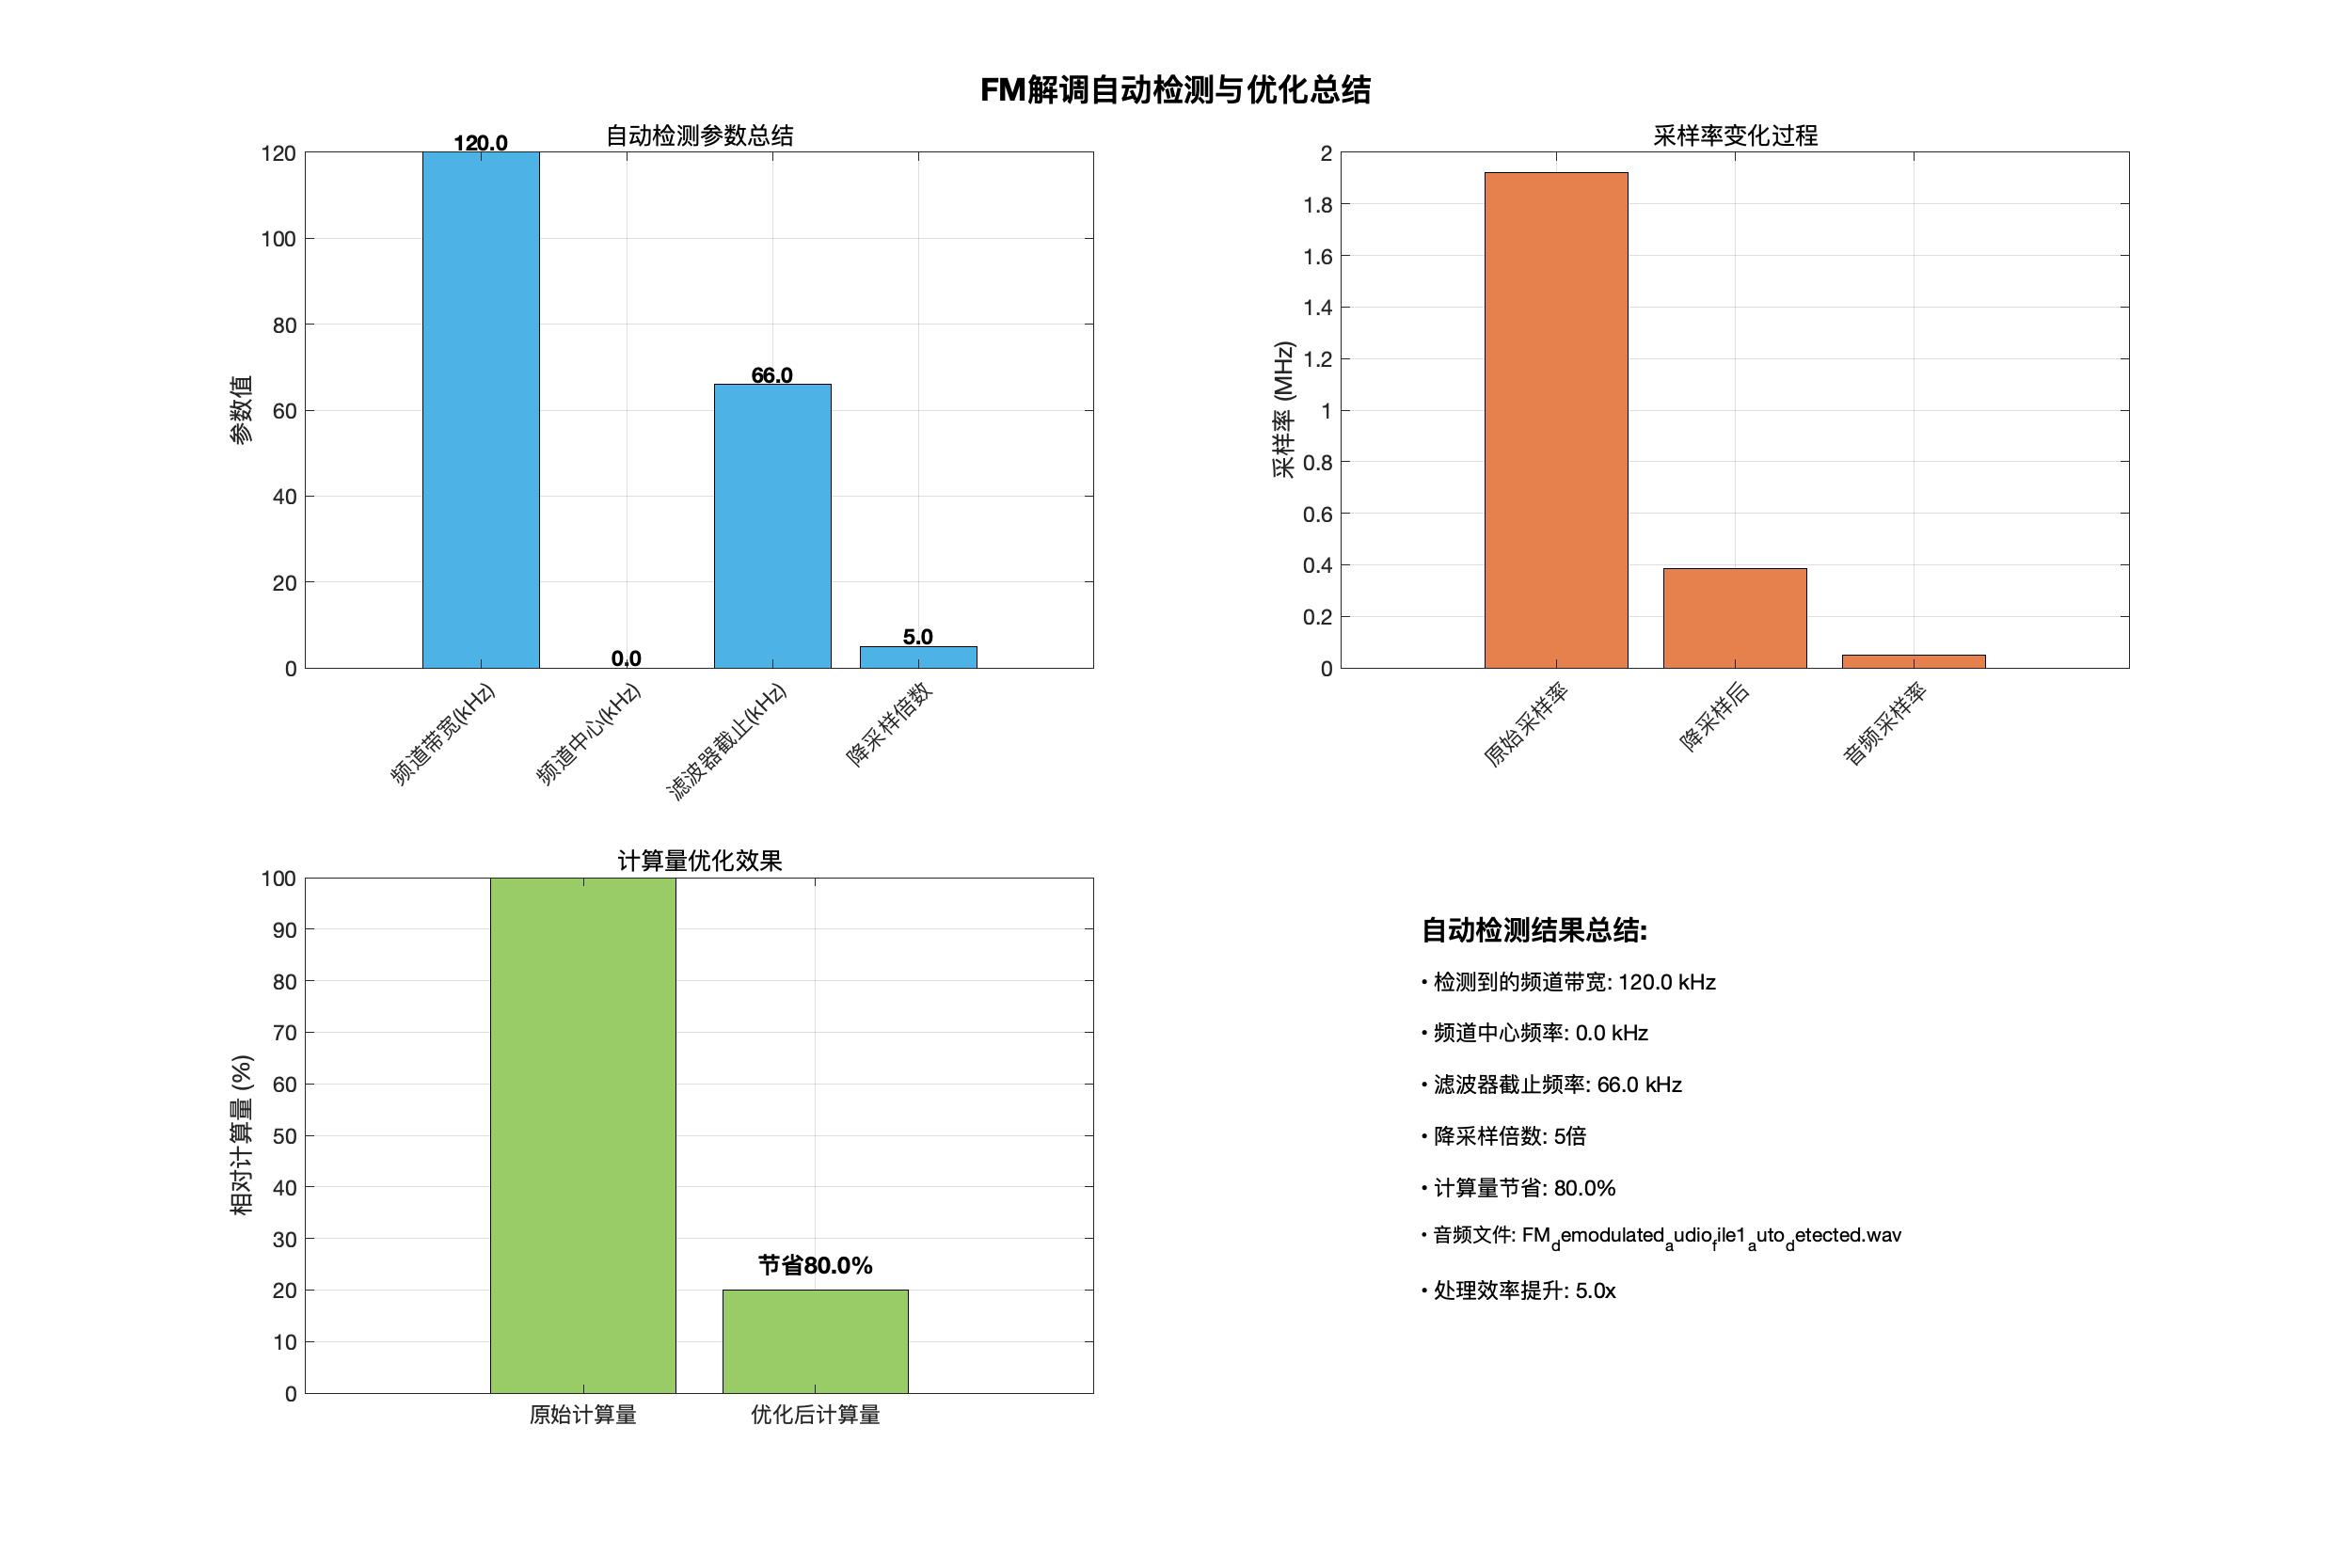 FM解调自动检测与优化总结
自动检测参数总结
120.0
0.0
66.0
5.0
120
100
80
60
40
20
0
参数值
频道带宽(kHz)
频道中心(kHz)
滤波器截止(kHz)
降采样倍数
采样率变化过程
2
1.8
1.6
1.4
1.2
1
0.8
0.6
0.4
0.2
0
采样率 (MHz)
原始采样率
降采样后
音频采样率
计算量优化效果
100
90
80
70
60
50
40
30
20
10
0
相对计算量 (%)
节省80.0%
原始计算量
优化后计算量
自动检测结果总结:
• 检测到的频道带宽: 120.0 kHz
• 频道中心频率: 0.0 kHz
• 滤波器截止频率: 66.0 kHz
• 降采样倍数: 5倍
• 计算量节省: 80.0%
• 音频文件: FMdemodulatedaudiofile1autodetected.wav
• 处理效率提升: 5.0x